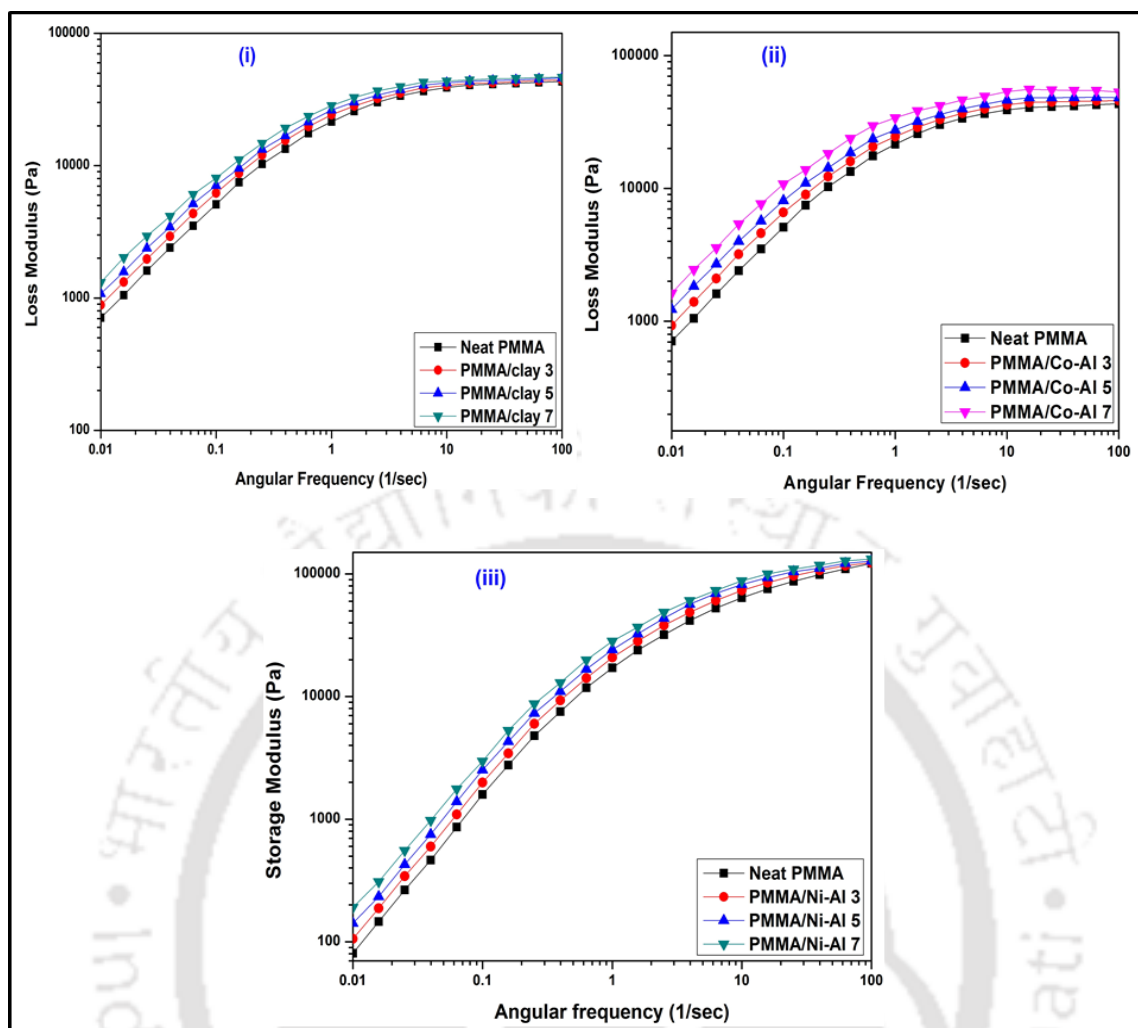 (i)
100000
10000
1000
100
Loss Modulus (Pa)
Neat PMMA
PMMA/clay 3
PMMA/clay 5
PMMA/clay 7
0.01 0.1 1 10 100
Angular Frequency (1/sec)
(ii)
100000
10000
1000
Loss Modulus (Pa)
Neat PMMA
PMMA/Co-Al 3
PMMA/Co-Al 5
PMMA/Co-Al 7
0.01 0.1 1 10 100
Angular Frequency (1/sec)
(iii)
100000
10000
1000
100
Storage Modulus (Pa)
Neat PMMA
PMMA/Ni-Al 3
PMMA/Ni-Al 5
PMMA/Ni-Al 7
0.01 0.1 1 10 100
Angular frequency (1/sec)